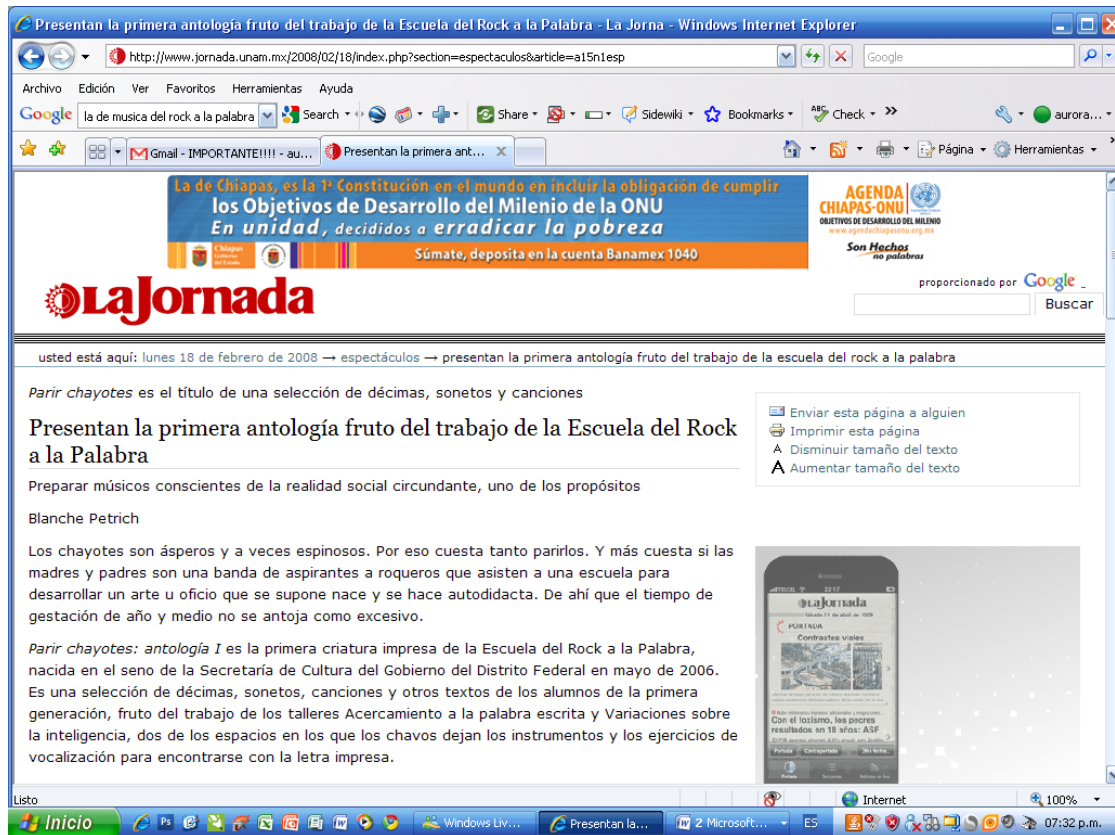 Presentan la primera antología fruto del trabajo de la Escuela del Rock a la Palabra - La Jorna - Windows Internet Explorer
http://www.jornada.unam.mx/2008/02/18/index.php?section=espectaculos&article=a15n1esp
Google
Archivo Edición Ver Favoritos Herramientas Ayuda
Google la de musica del rock a la palabra Search Share Sidewiki Bookmarks ABC Check » aurora...
Gmail - IMPORTANTE!!!! - au... Presentan la primera ant... X Página Herramientas
La de Chiapas, es la 1ª Constitución en el mundo en incluir la obligación de cumplir
los Objetivos de Desarrollo del Milenio de la ONU
En unidad, decididos a erradicar la pobreza
Chiapas
Súmate, deposita en la cuenta Banamex 1040
AGENDA
CHIAPAS-ONU
OBJETIVOS DE DESARROLLO DEL MILENIO
www.agendachiapasonu.org.mx
Son Hechos
no palabras
La Jornada
proporcionado por Google
Buscar
usted está aquí: lunes 18 de febrero de 2008 → espectáculos → presentan la primera antología fruto del trabajo de la escuela del rock a la palabra
Parir chayotes es el título de una selección de décimas, sonetos y canciones
Presentan la primera antología fruto del trabajo de la Escuela del Rock
a la Palabra
Preparar músicos conscientes de la realidad social circundante, uno de los propósitos
Blanche Petrich
Los chayotes son ásperos y a veces espinosos. Por eso cuesta tanto parirlos. Y más cuesta si las
madres y padres son una banda de aspirantes a roqueros que asisten a una escuela para
desarrollar un arte u oficio que se supone nace y se hace autodidacta. De ahí que el tiempo de
gestación de año y medio no se antoja como excesivo.
Parir chayotes: antología I es la primera criatura impresa de la Escuela del Rock a la Palabra,
nacida en el seno de la Secretaría de Cultura del Gobierno del Distrito Federal en mayo de 2006.
Es una selección de décimas, sonetos, canciones y otros textos de los alumnos de la primera
generación, fruto del trabajo de los talleres Acercamiento a la palabra escrita y Variaciones sobre
la inteligencia, dos de los espacios en los que los chavos dejan los instrumentos y los ejercicios de
vocalización para encontrarse con la letra impresa.
Enviar esta página a alguien
Imprimir esta página
A Disminuir tamaño del texto
A Aumentar tamaño del texto
22:17
La Jornada
PORTADA
Contrastes viales
Con el foxismo, los peores
resultados en 18 años: ASF
Portada Contraportada
Listo Internet 100%
Inicio Windows Liv... Presentan la... 2 Microsoft... ES 07:32 p.m.